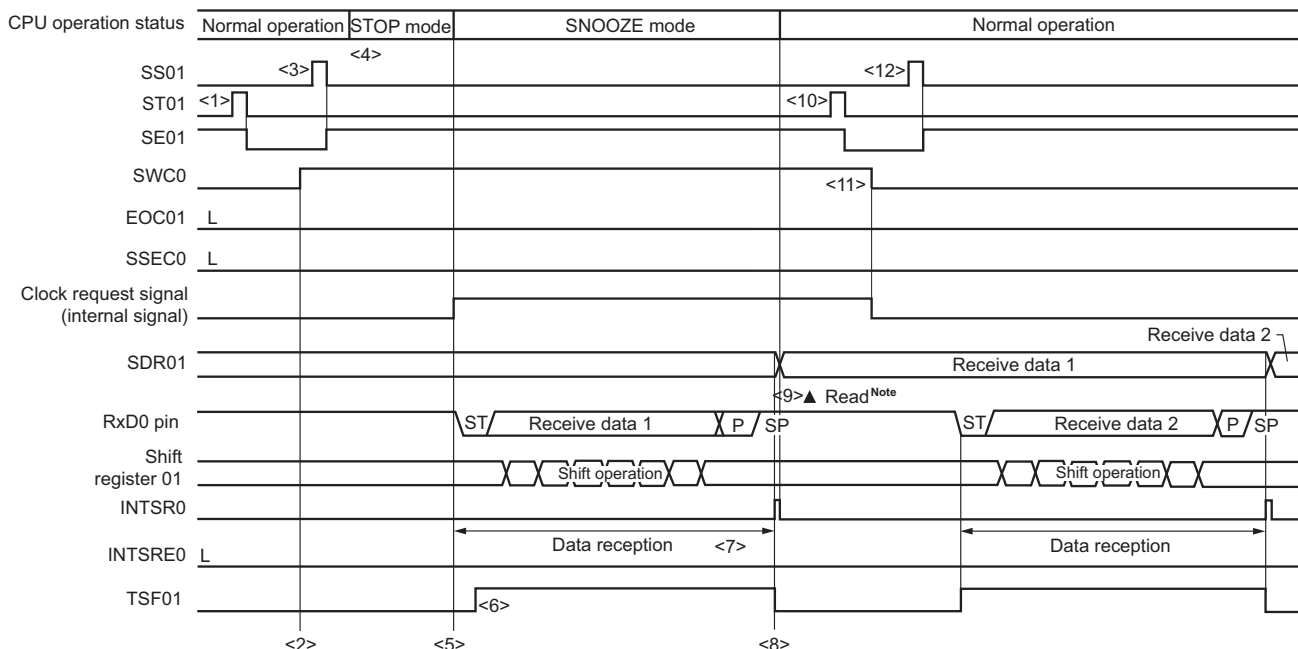 CPU operation status Normal operation STOP mode SNOOZE mode Normal operation
<3> <4> <12>
SS01
<1> <10>
ST01
SE01
SWC0 <11>
EOC01 L
SSEC0 L
Clock request signal
(internal signal)
Receive data 2
SDR01 Receive data 1
<9>▲ Read Note
RxD0 pin ST Receive data 1 P SP ST Receive data 2 P SP
Shift
register 01 Shift operation Shift operation
INTSR0
Data reception <7> Data reception
INTSRE0 L
TSF01 <6>
<2> <5> <8>